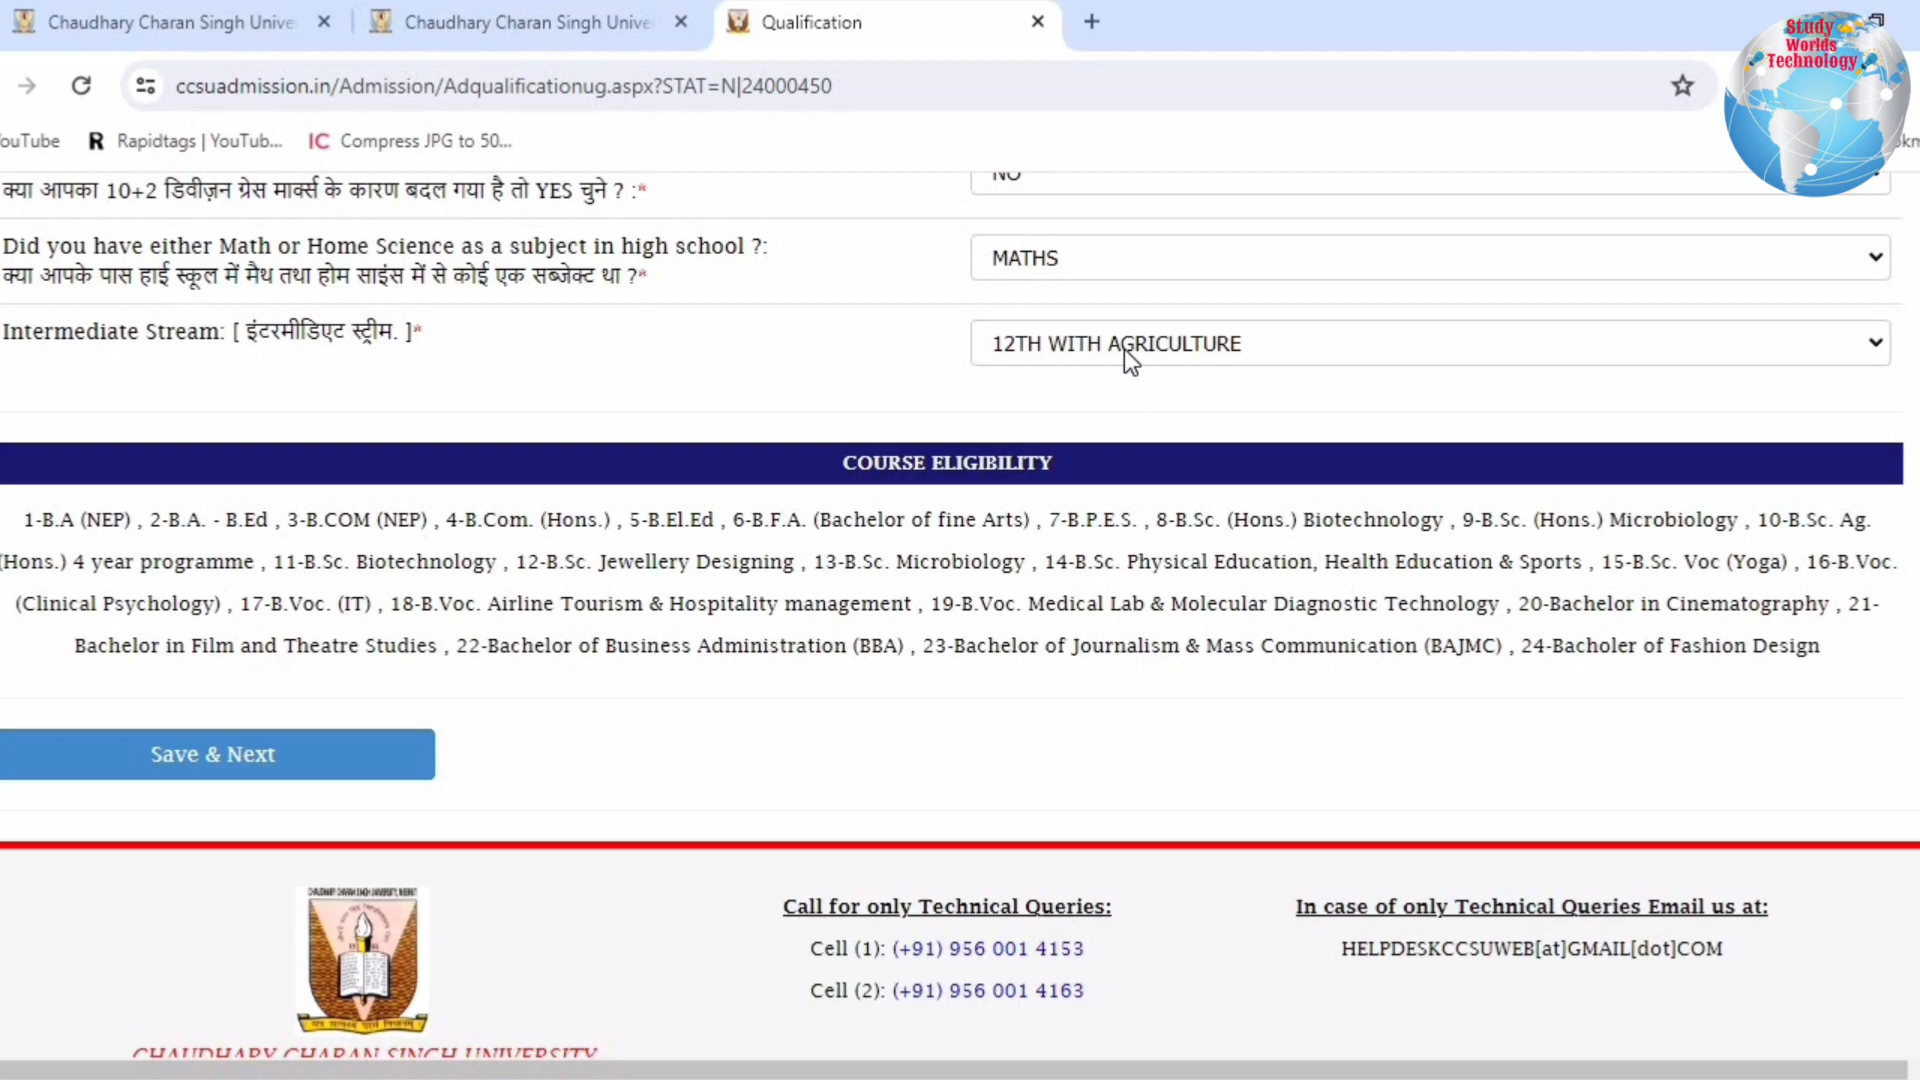 Chaudhary Charan Singh Unive
Chaudhary Charan Singh Unive
Qualification
Study
Worlds
Technology
ccsuadmission.in/Admission/Adqualificationug.aspx?STAT=N|24000450
ouTube
R Rapidtags | YouTub...
IC Compress JPG to 50...
क्या आपका 10+2 डिवीज़न ग्रेस मार्क्स के कारण बदल गया है तो YES चुने ? :*
NO
Did you have either Math or Home Science as a subject in high school ?:
क्या आपके पास हाई स्कूल में मैथ तथा होम साइंस में से कोई एक सब्जेक्ट था ?*
MATHS
Intermediate Stream: [ इंटरमीडिएट स्ट्रीम. ]*
12TH WITH AGRICULTURE
COURSE ELIGIBILITY
1-B.A (NEP) , 2-B.A. - B.Ed , 3-B.COM (NEP) , 4-B.Com. (Hons.) , 5-B.El.Ed , 6-B.F.A. (Bachelor of fine Arts) , 7-B.P.E.S. , 8-B.Sc. (Hons.) Biotechnology , 9-B.Sc. (Hons.) Microbiology , 10-B.Sc. Ag.
(Hons.) 4 year programme , 11-B.Sc. Biotechnology , 12-B.Sc. Jewellery Designing , 13-B.Sc. Microbiology , 14-B.Sc. Physical Education, Health Education & Sports , 15-B.Sc. Voc (Yoga) , 16-B.Voc.
(Clinical Psychology) , 17-B.Voc. (IT) , 18-B.Voc. Airline Tourism & Hospitality management , 19-B.Voc. Medical Lab & Molecular Diagnostic Technology , 20-Bachelor in Cinematography , 21-
Bachelor in Film and Theatre Studies , 22-Bachelor of Business Administration (BBA) , 23-Bachelor of Journalism & Mass Communication (BAJMC) , 24-Bacholer of Fashion Design
Save & Next
CHAUDHARY CHARAN SINGH UNIVERSITY
Call for only Technical Queries:
Cell (1): (+91) 956 001 4153
Cell (2): (+91) 956 001 4163
In case of only Technical Queries Email us at:
HELPDESKCCSUWEB[at]GMAIL[dot]COM